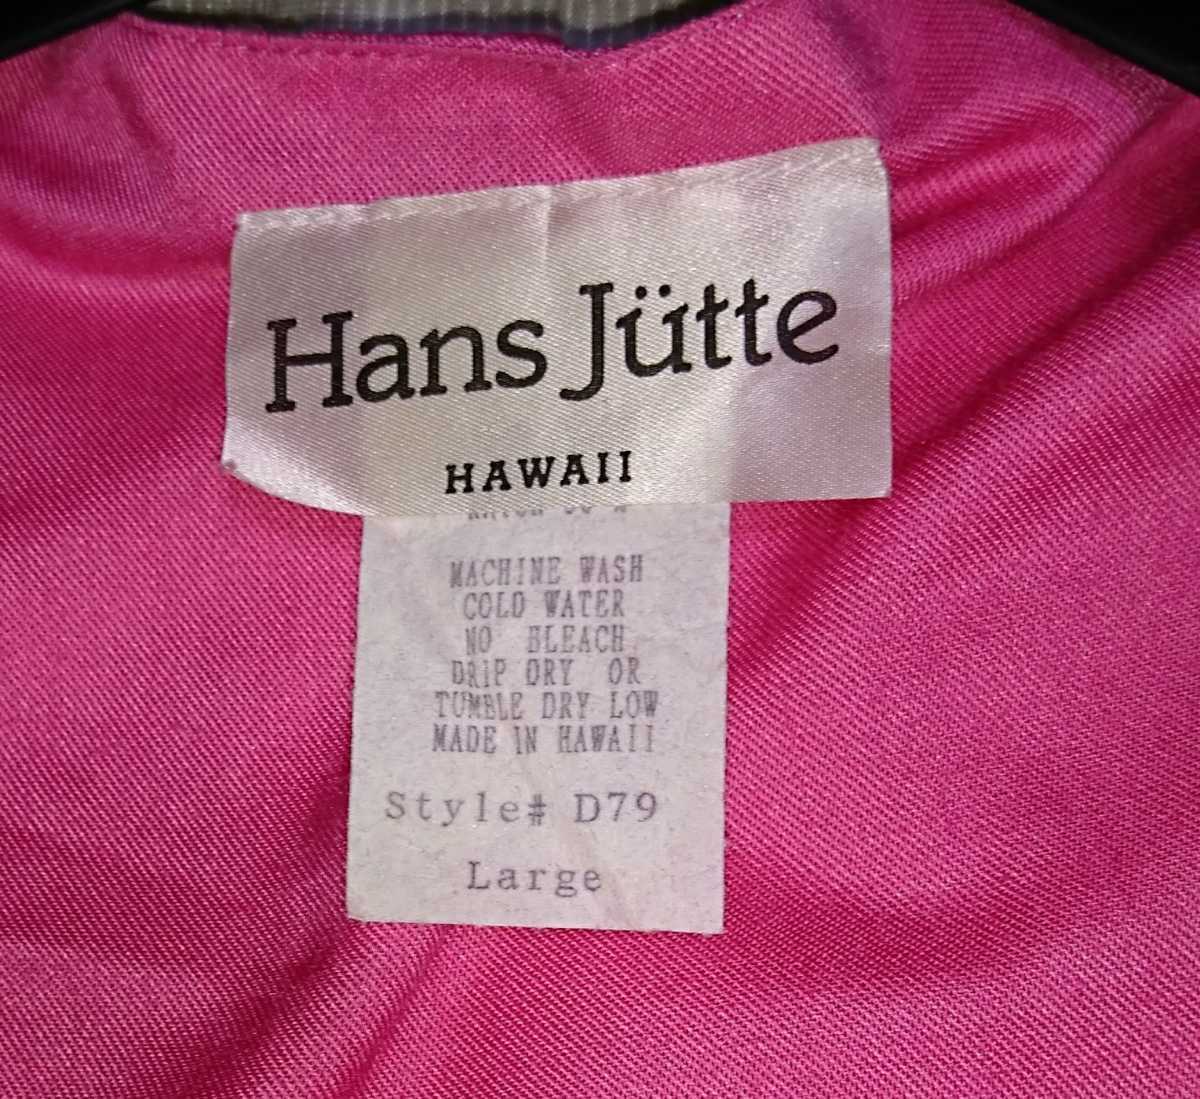 Hans Jütte
HAWAII
MACHINE WASH
COLD WATER
NO BLEACH
DRIP DRY OR
TUMBLE DRY LOW
MADE IN HAWAII
Style# D79
Large